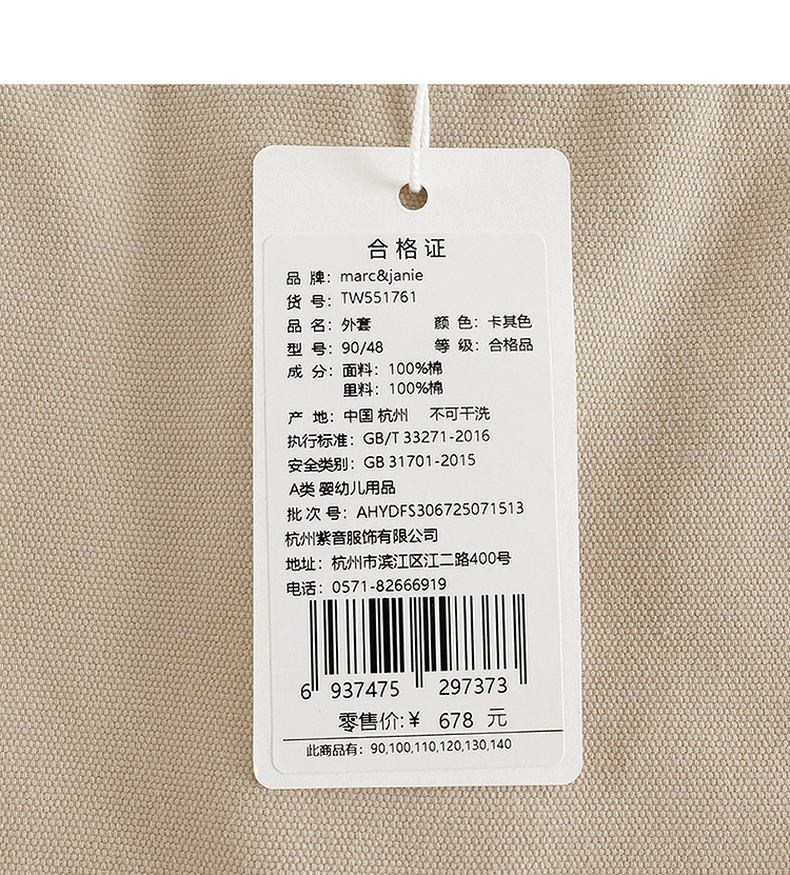 合格证
品 牌：marc&janie
货 号：TW551761
品 名：外套 颜 色：卡其色
型 号：90/48 等 级：合格品
成 分：面料：100%棉
里料：100%棉
产 地：中国 杭州 不可干洗
执行标准：GB/T 33271-2016
安全类别：GB 31701-2015
A类 婴幼儿用品
批 次 号：AHYDFS306725071513
杭州紫音服饰有限公司
地址：杭州市滨江区江二路400号
电话：0571-82666919
6 937475 297373
零售价:￥ 678 元
此商品有：90,100,110,120,130,140